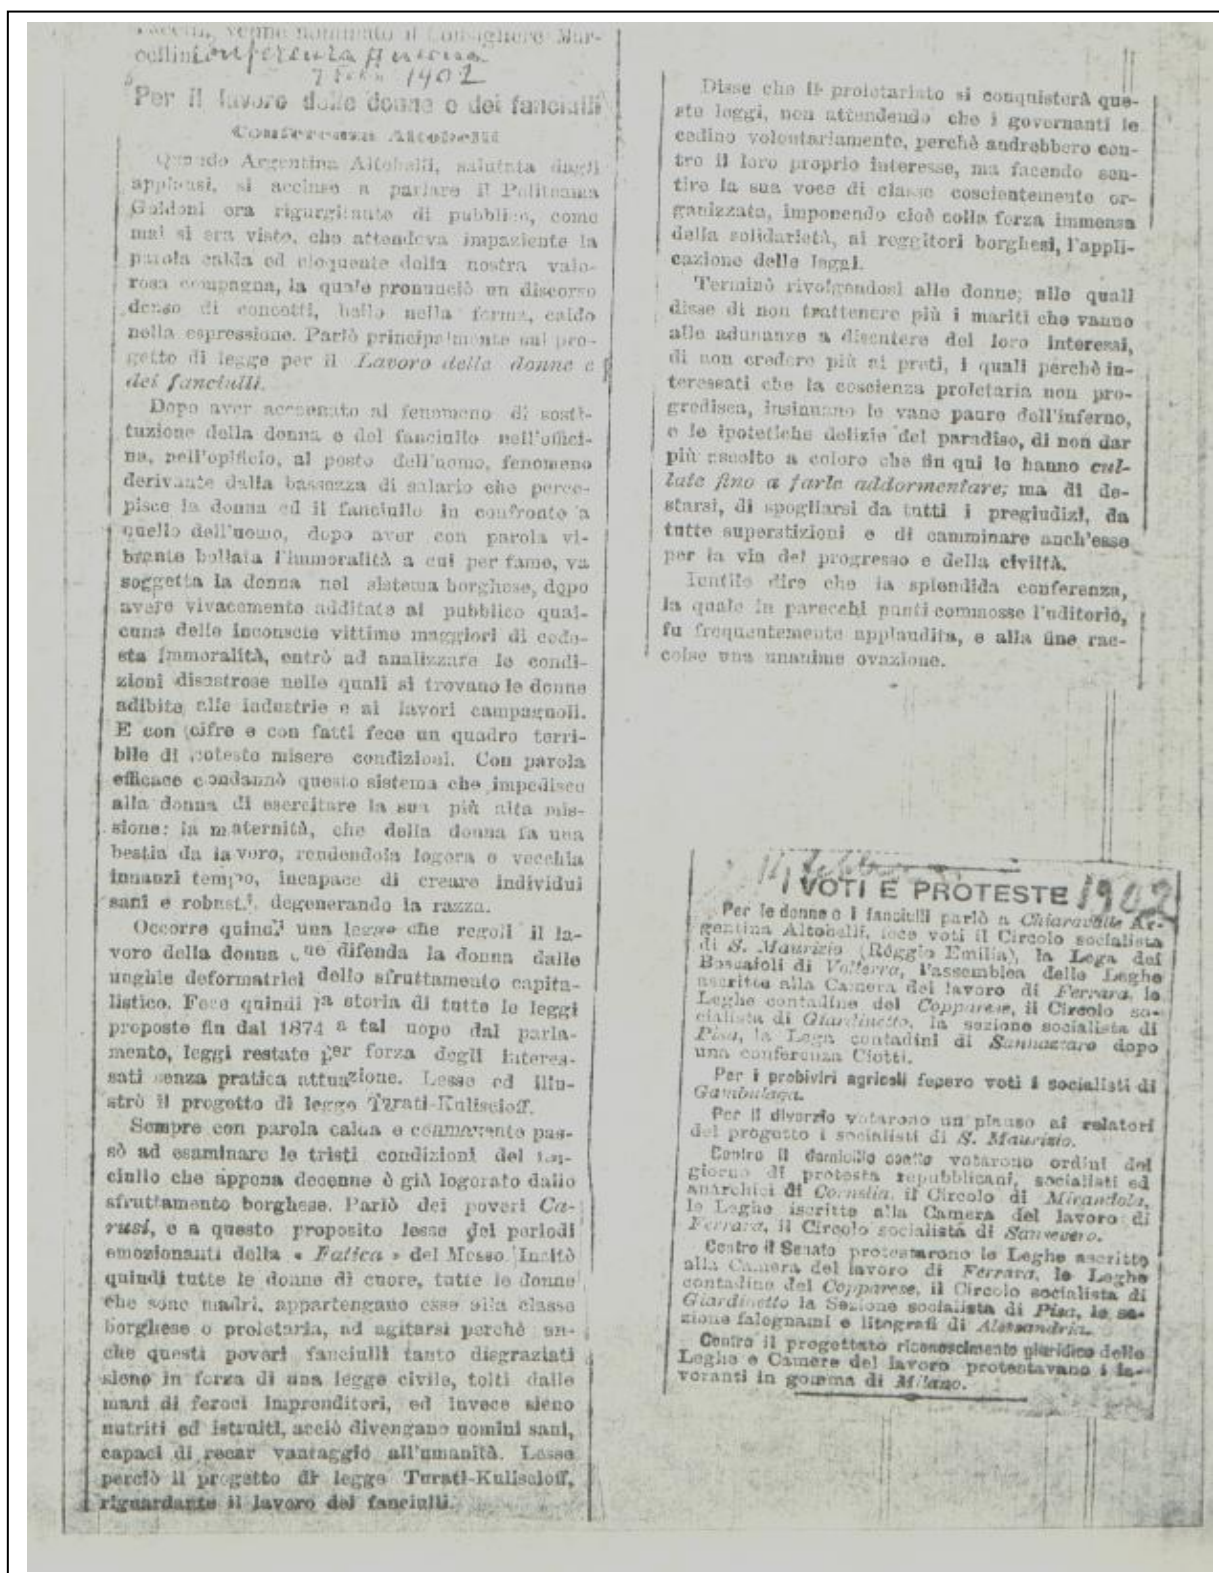 venne nominato il Consigliere Mar-
cellini
1902
Per il lavoro delle donne e dei fanciulli
Conferenza Altobelli
Quando Argentina Altobelli, salutata dagli
applausi, si accinse a parlare il Politeama
Goldoni era rigurgitante di pubblico, come
mai si era visto, che attendeva impaziente la
parola calda ed eloquente della nostra valo-
rosa compagna, la quale pronunciò un discorso
denso di concetti, bello nella forma, caldo
nella espressione. Parlò principalmente sul pro-
getto di legge per il Lavoro delle donne e
dei fanciulli.
Dopo aver accennato al fenomeno di sosti-
tuzione della donna e del fanciullo nell'offici-
na, nell'opificio, al posto dell'uomo, fenomeno
derivante dalla bassezza di salario che perce-
pisce la donna ed il fanciullo in confronto a
quello dell'uomo, dopo aver con parola vi-
brante bollata l'immoralità a cui per fame, va
soggetta la donna nel sistema borghese, dopo
avere vivacemente additate al pubblico qual-
cuna delle inconscie vittime maggiori di code-
sta immoralità, entrò ad analizzare le condi-
zioni disastrose nelle quali si trovano le donne
adibite alle industrie e ai lavori campagnoli.
E con cifre e con fatti fece un quadro terri-
bile di coteste misere condizioni. Con parola
efficace condannò questo sistema che impedisce
alla donna di esercitare la sua più alta mis-
sione: la maternità, che della donna fa una
bestia da lavoro, rendendola logora e vecchia
innanzi tempo, incapace di creare individui
sani e robusti, degenerando la razza.
Occorre quindi una legge che regoli il la-
voro della donna che difenda la donna dalle
unghie deformatrici dello sfruttamento capita-
listico. Fece quindi la storia di tutte le leggi
proposte fin dal 1874 a tal uopo dal parla-
mento, leggi restate per forza degli interes-
sati senza pratica attuazione. Lesse ed illu-
strò il progetto di legge Turati-Kuliscioff.
Sempre con parola calda e commovente pas-
sò ad esaminare le tristi condizioni del fan-
ciullo che appena decenne è già logorato dallo
sfruttamento borghese. Parlò dei poveri Ca-
rusi, e a questo proposito lesse dei periodi
emozionanti della « Fatica » del Mosso. Incitò
quindi tutte le donne di cuore, tutte le donne
che sono madri, appartengano esse alla classe
borghese o proletaria, ad agitarsi perchè an-
che questi poveri fanciulli tanto disgraziati
sieno in forza di una legge civile, tolti dalle
mani di feroci imprenditori, ed invece sieno
nutriti ed istruiti, acciò divengano uomini sani,
capaci di recar vantaggio all'umanità. Lesse
perciò il progetto di legge Turati-Kuliscioff,
riguardante il lavoro dei fanciulli.
Disse che il proletariato si conquisterà que-
ste leggi, non attendendo che i governanti le
cedino volontariamente, perchè andrebbero con-
tro il loro proprio interesse, ma facendo sen-
tire la sua voce di classe coscientemente or-
ganizzata, imponendo cioè colla forza immensa
della solidarietà, ai reggitori borghesi, l'appli-
cazione delle leggi.
Terminò rivolgendosi alle donne; alle quali
disse di non trattenere più i mariti che vanno
alle adunanze a discutere dei loro interessi,
di non credere più ai preti, i quali perchè in-
teressati che la coscienza proletaria non pro-
gredisca, insinuano le vane paure dell'inferno,
e le ipotetiche delizie del paradiso, di non dar
più ascolto a coloro che fin qui le hanno cul-
late fino a farle addormentare; ma di de-
starsi, di spogliarsi da tutti i pregiudizi, da
tutte superstizioni e di camminare anch'esse
per la via del progresso e della civiltà.
Inutile dire che la splendida conferenza,
la quale in parecchi punti commosse l'uditorio,
fu frequentemente applaudita, e alla fine rac-
colse una unanime ovazione.
14 febbr 1902
I VOTI E PROTESTE
Per le donne e i fanciulli parlò a Chiaravalle Ar-
gentina Altobelli, fece voti il Circolo socialista
di S. Maurizio (Reggio Emilia), la Lega dei
Boscaioli di Volterra, l'assemblea delle Leghe
ascritte alla Camera del lavoro di Ferrara, le
Leghe contadine del Copparese, il Circolo so-
cialista di Giardinetto, la sezione socialista di
Pisa, la Lega contadini di Sannazzaro dopo
una conferenza Ciotti.
Per i probiviri agricoli fepero voti i socialisti di
Gambulaga.
Per il divorzio votarono un plauso ai relatori
del progetto i socialisti di S. Maurizio.
Contro il domicilio coatto votarono ordini del
giorno di protesta repubblicani, socialisti ed
anarchici di Cornelia, il Circolo di Mirandola,
le Leghe iscritte alla Camera del lavoro di
Ferrara, il Circolo socialista di Sansevero.
Contro il Senato protestarono le Leghe ascritte
alla Camera del lavoro di Ferrara, le Leghe
contadine del Copparese, il Circolo socialista di
Giardinetto la Sezione socialista di Pisa, le se-
zione falegnami e litografi di Alessandria.
Contro il progettato riconoscimento giuridico delle
Leghe e Camere del lavoro protestavano i la-
voranti in gomma di Milano.